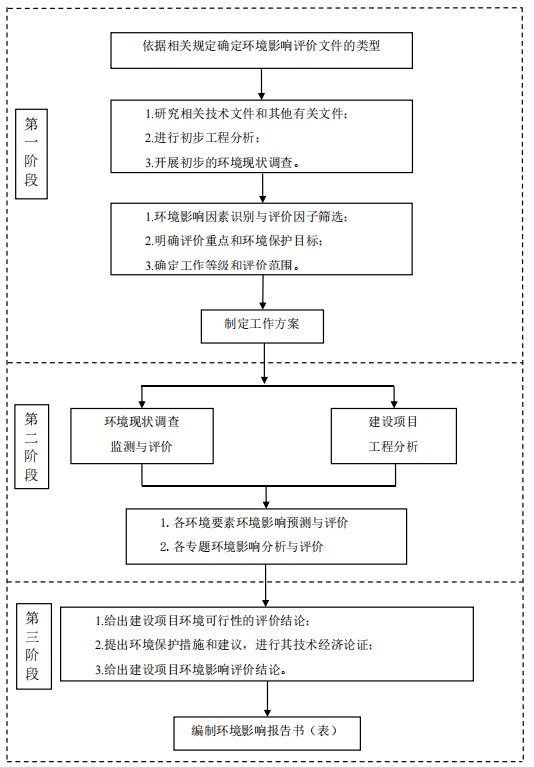 依据相关规定确定环境影响评价文件的类型
第一阶段
1.研究相关技术文件和其他有关文件；
2.进行初步工程分析；
3.开展初步的环境现状调查。
1.环境影响因素识别与评价因子筛选；
2.明确评价重点和环境保护目标；
3.确定工作等级和评价范围。
制定工作方案
第二阶段
环境现状调查
监测与评价
建设项目
工程分析
1. 各环境要素环境影响预测与评价
2. 各专题环境影响分析与评价
第三阶段
1.给出建设项目环境可行性的评价结论；
2.提出环境保护措施和建议，进行其技术经济论证；
3.给出建设项目环境影响评价结论。
编制环境影响报告书（表）